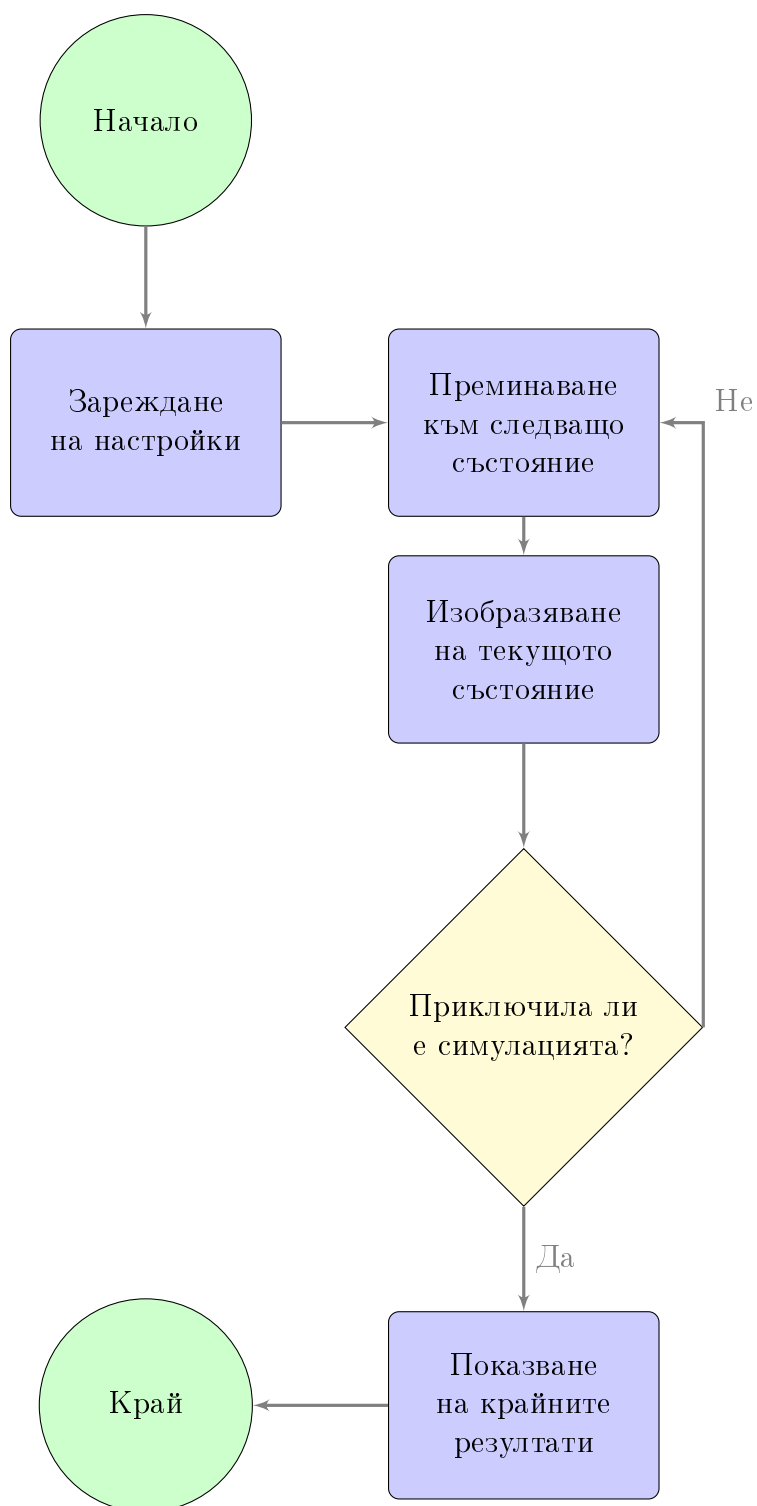 Начало
Зареждане
на настройки
Преминаване
към следващо
състояние
Не
Изобразяване
на текущото
състояние
Приключила ли
е симулацията?
Да
Показване
на крайните
резултати
Край